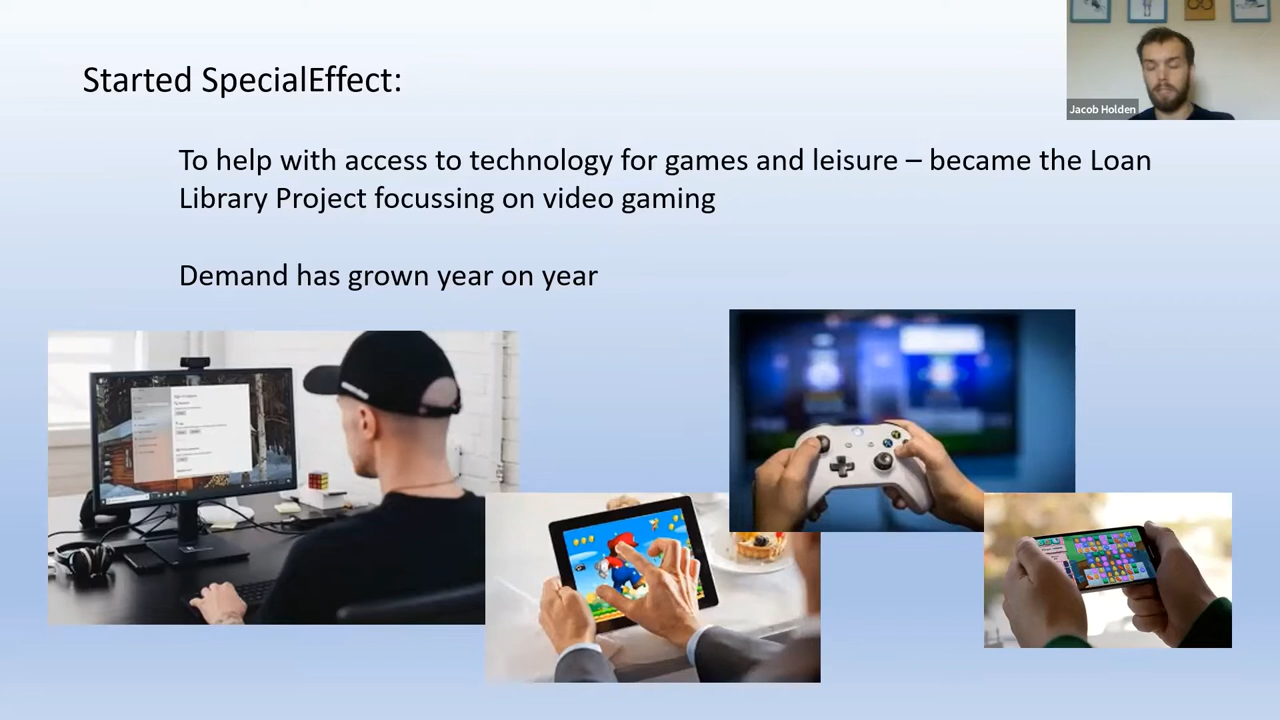 Started SpecialEffect:
Jacob Holden
To help with access to technology for games and leisure – became the Loan
Library Project focussing on video gaming
Demand has grown year on year